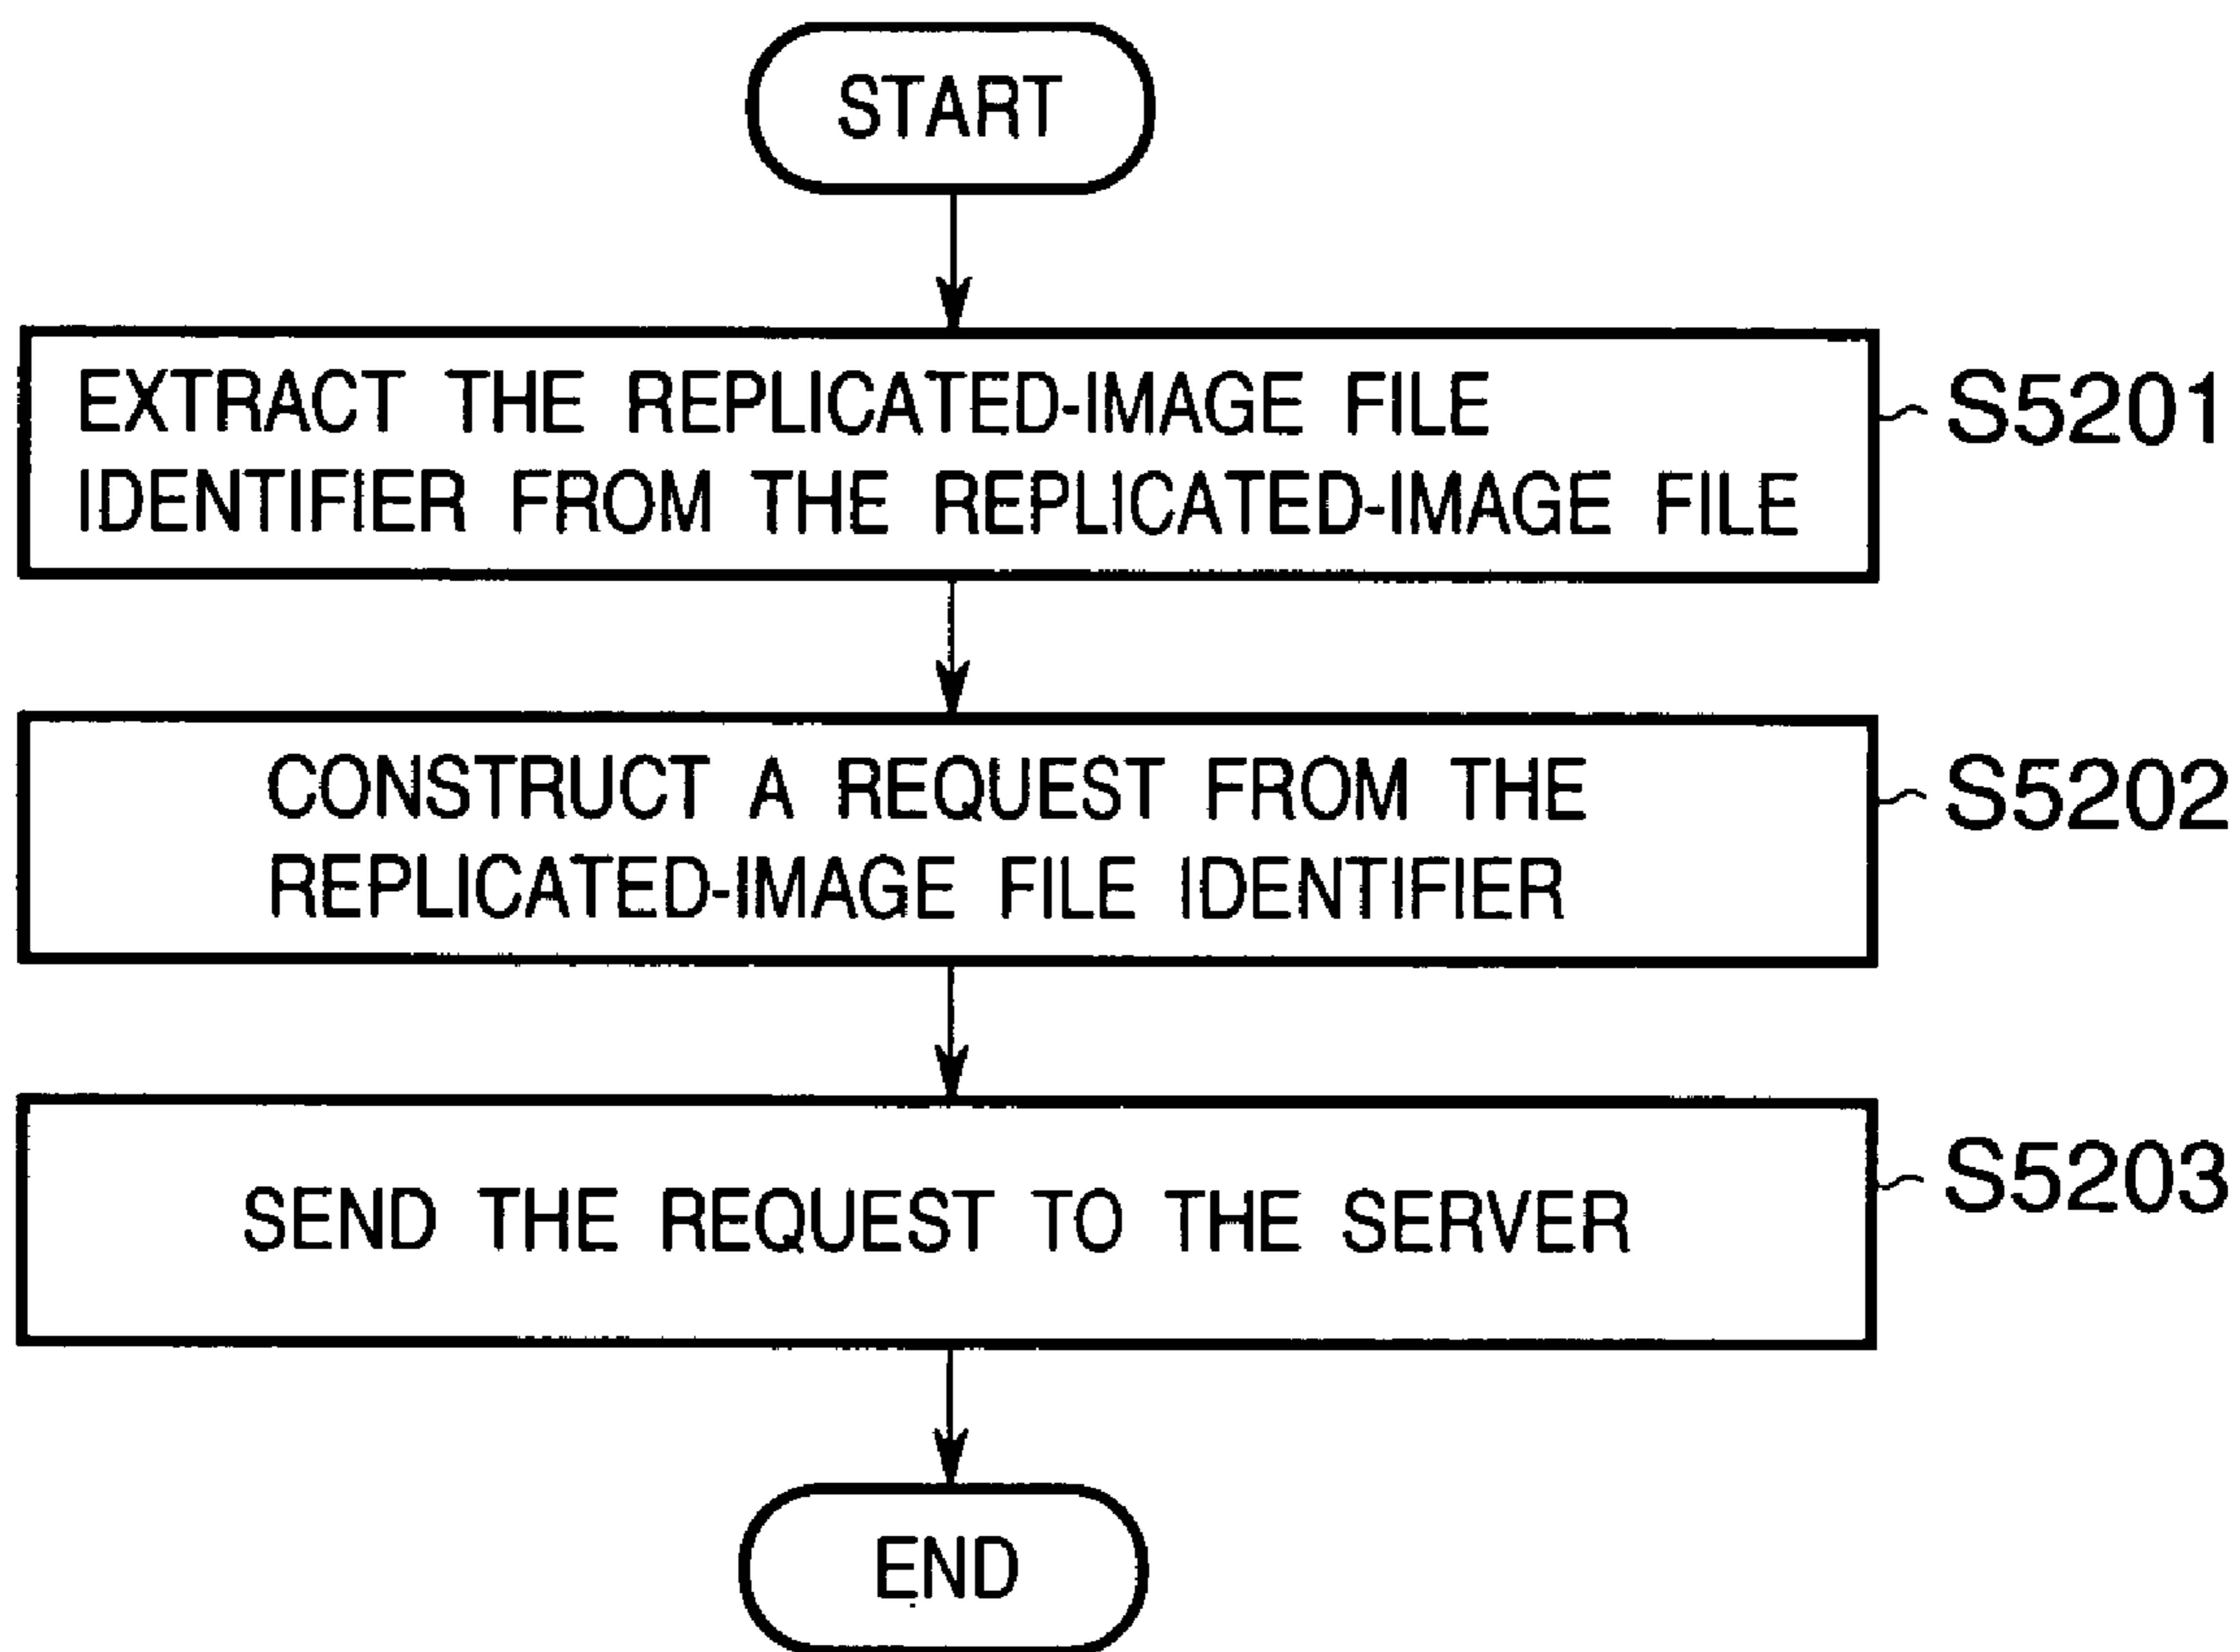 START
EXTRACT THE REPLICATED-IMAGE FILE
IDENTIFIER FROM THE REPLICATED-IMAGE FILE
S5201
CONSTRUCT A REQUEST FROM THE
REPLICATED-IMAGE FILE IDENTIFIER
S5202
SEND THE REQUEST TO THE SERVER
S5203
END